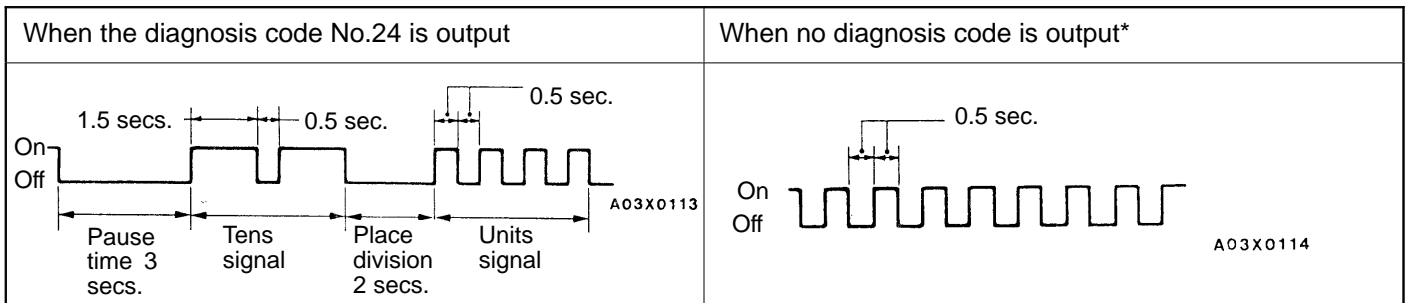 When the diagnosis code No.24 is output
When no diagnosis code is output*
1.5 secs.
0.5 sec.
0.5 sec.
On
Off
A03X0113
Pause
time 3
secs.
Tens
signal
Place
division
2 secs.
Units
signal
0.5 sec.
On
Off
A03X0114